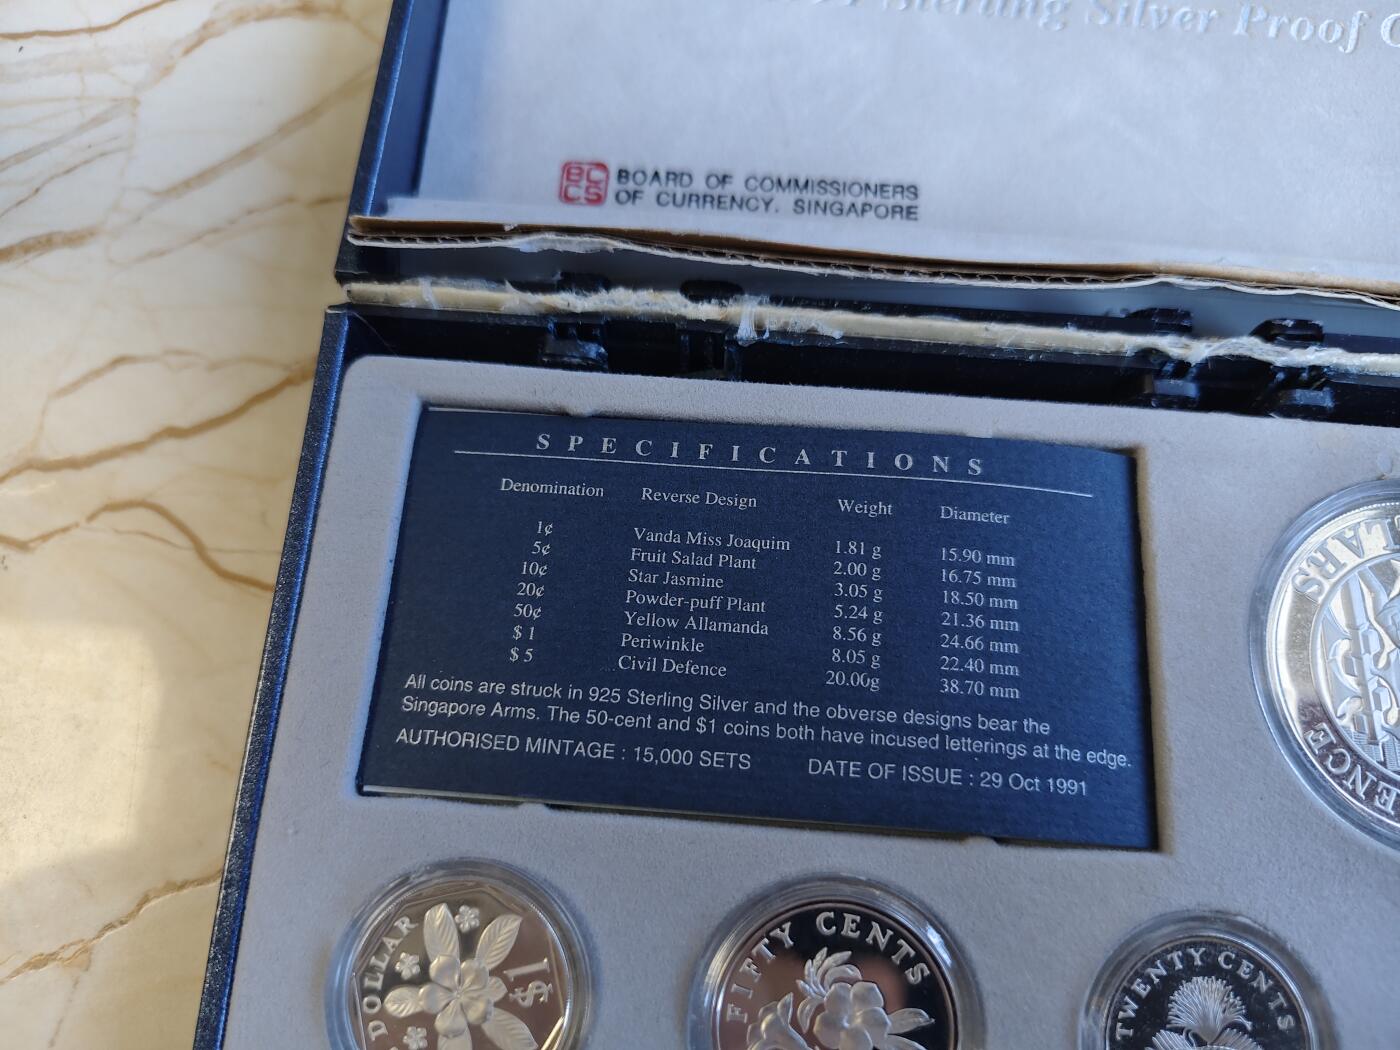 Sterling Silver Proof
BC
CS
BOARD OF COMMISSIONERS
OF CURRENCY, SINGAPORE
SPECIFICATIONS
Denomination Reverse Design Weight Diameter
1¢ Vanda Miss Joaquim 1.81 g 15.90 mm
5¢ Fruit Salad Plant 2.00 g 16.75 mm
10¢ Star Jasmine 3.05 g 18.50 mm
20¢ Powder-puff Plant 5.24 g 21.36 mm
50¢ Yellow Allamanda 8.56 g 24.66 mm
$ 1 Periwinkle 8.05 g 22.40 mm
$ 5 Civil Defence 20.00g 38.70 mm
All coins are struck in 925 Sterling Silver and the obverse designs bear the
Singapore Arms. The 50-cent and $1 coins both have incused letterings at the edge.
AUTHORISED MINTAGE : 15,000 SETS DATE OF ISSUE : 29 Oct 1991
DOLLAR
1$
FIFTY CENTS
TWENTY CENTS